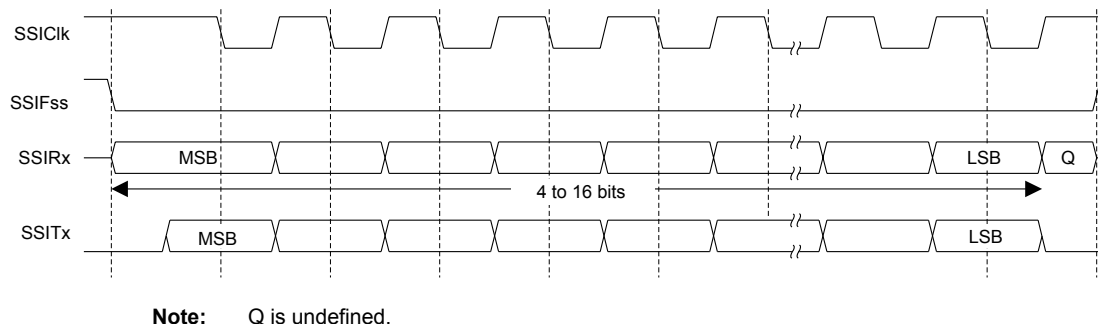 SSIClk
SSIFss
SSIRx MSB LSB Q
4 to 16 bits
SSITx MSB LSB
Note: Q is undefined.